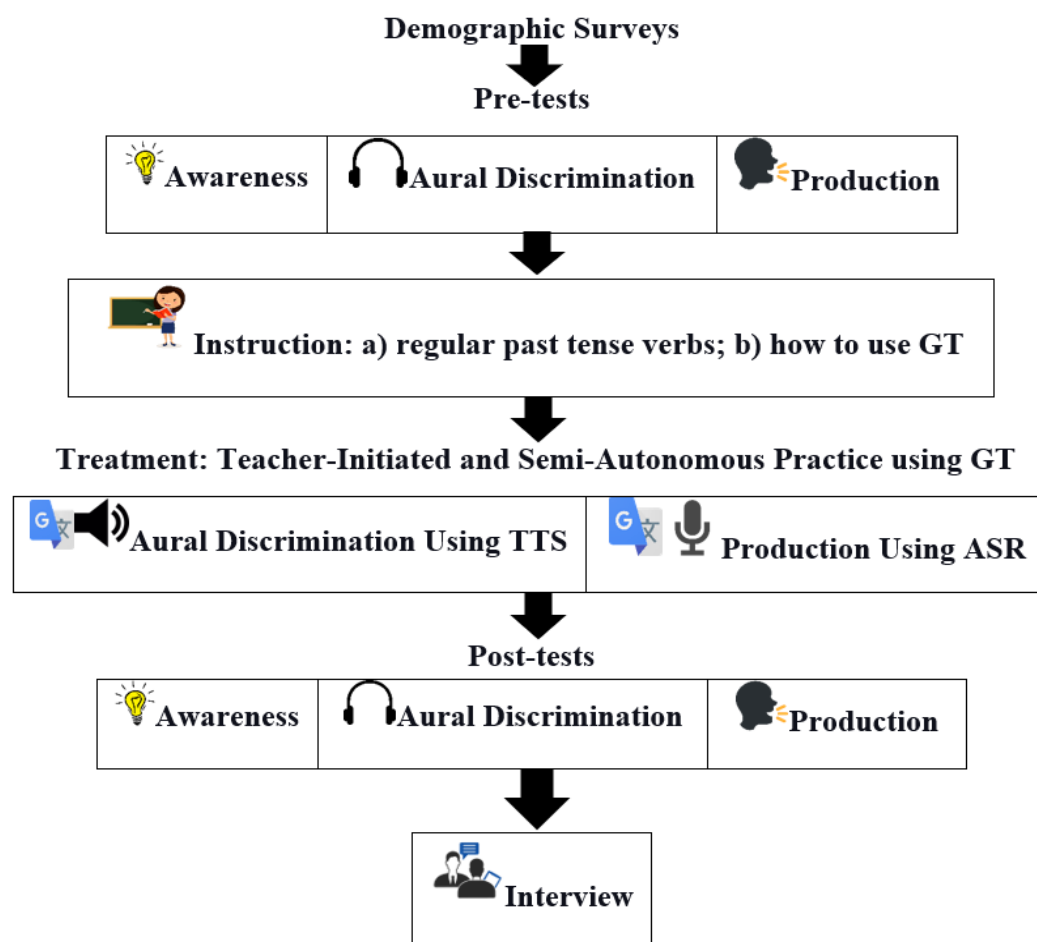 Demographic Surveys
Pre-tests
Awareness
Aural Discrimination
Production
Instruction: a) regular past tense verbs; b) how to use GT
Treatment: Teacher-Initiated and Semi-Autonomous Practice using GT
G 文 Aural Discrimination Using TTS
G 文 Production Using ASR
Post-tests
Awareness
Aural Discrimination
Production
Interview